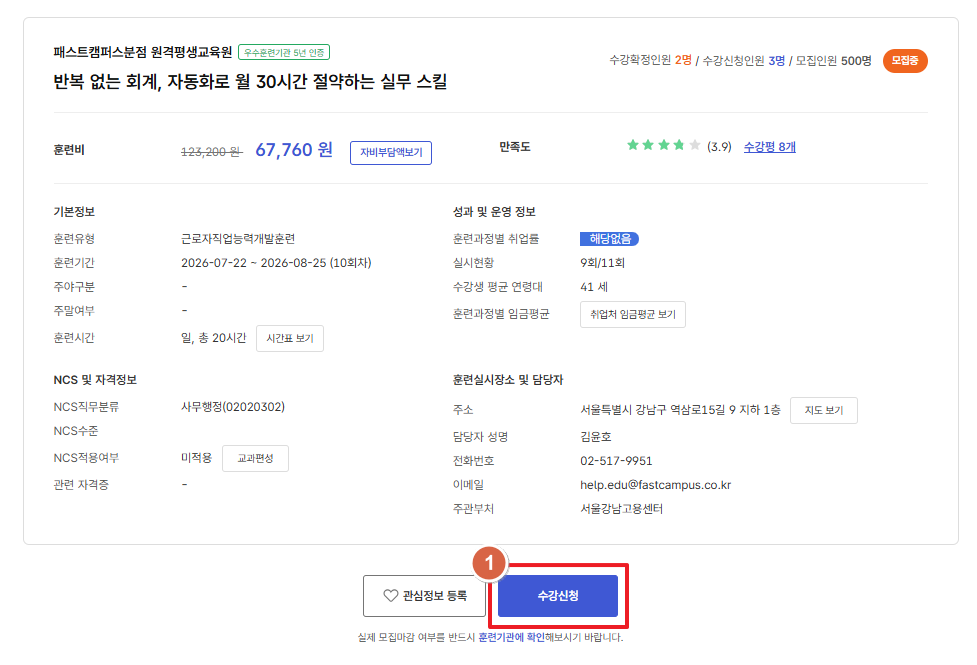 패스트캠퍼스분점 원격평생교육원 우수훈련기관 5년 인증
반복 없는 회계, 자동화로 월 30시간 절약하는 실무 스킬
수강확정인원 2명 / 수강신청인원 3명 / 모집인원 500명 모집중
훈련비 123,200 원 67,760 원 자비부담액보기
만족도 (3.9) 수강평 8개
기본정보
훈련유형 근로자직업능력개발훈련
훈련기간 2026-07-22 ~ 2026-08-25 (10회차)
주야구분 -
주말여부 -
훈련시간 일, 총 20시간 시간표 보기
성과 및 운영 정보
훈련과정별 취업률 해당없음
실시현황 9회/11회
수강생 평균 연령대 41 세
훈련과정별 임금평균 취업처 임금평균 보기
NCS 및 자격정보
NCS직무분류 사무행정(02020302)
NCS수준
NCS적용여부 미적용 교과편성
관련 자격증 -
훈련실시장소 및 담당자
주소 서울특별시 강남구 역삼로15길 9 지하 1층 지도 보기
담당자 성명 김윤호
전화번호 02-517-9951
이메일 help.edu@fastcampus.co.kr
주관부처 서울강남고용센터
1
관심정보 등록 수강신청
실제 모집마감 여부를 반드시 훈련기관에 확인해보시기 바랍니다.